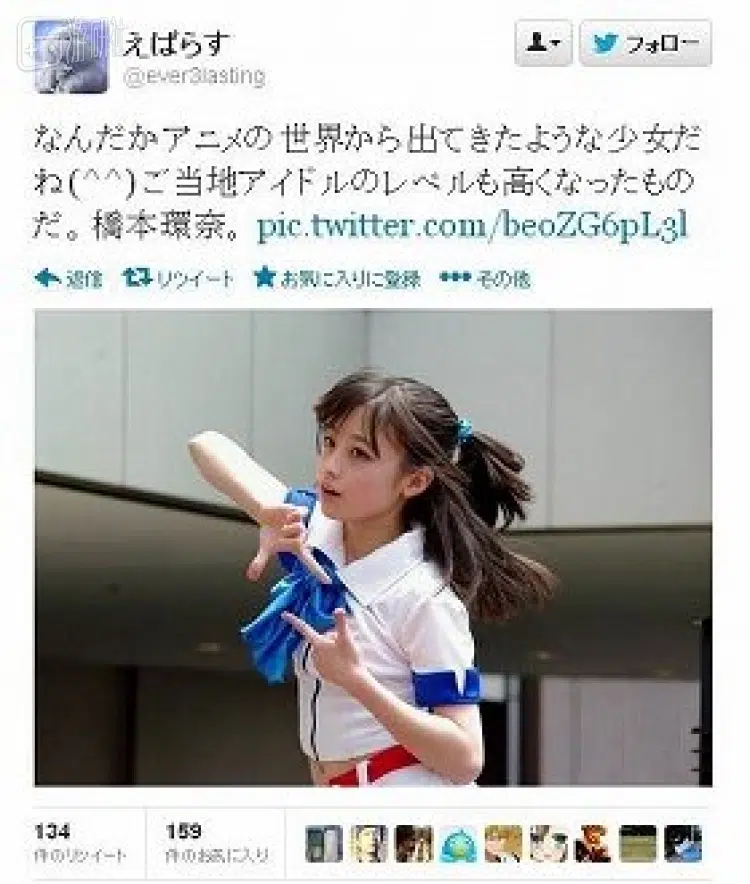 えばらす
@ever3lasting
フォロー
なんだかアニメの世界から出てきたような少女だ
ね(^^)ご当地アイドルのレベルも高くなったもの
だ。橋本環奈。 pic.twitter.com/beoZG6pL3l
返信 リツイート お気に入りに登録 その他
134 159
件のリツイート 件のお気に入り